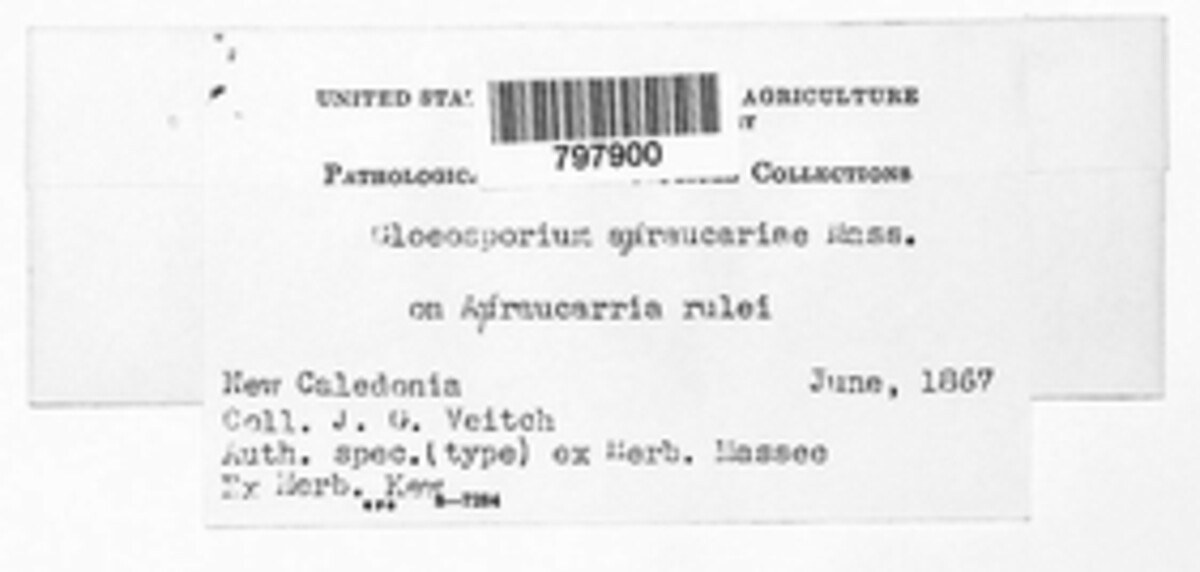 UNITED STA AGRICULTURE
797900
PATHOLOGIC. COLLECTIONS
Gloeosporium araucariae Mass.
on Araucarria rulei
New Caledonia June, 1867
Coll. J. G. Veitch
Auth. spec.(type) ex Herb. Massee
Ex Herb. Kew